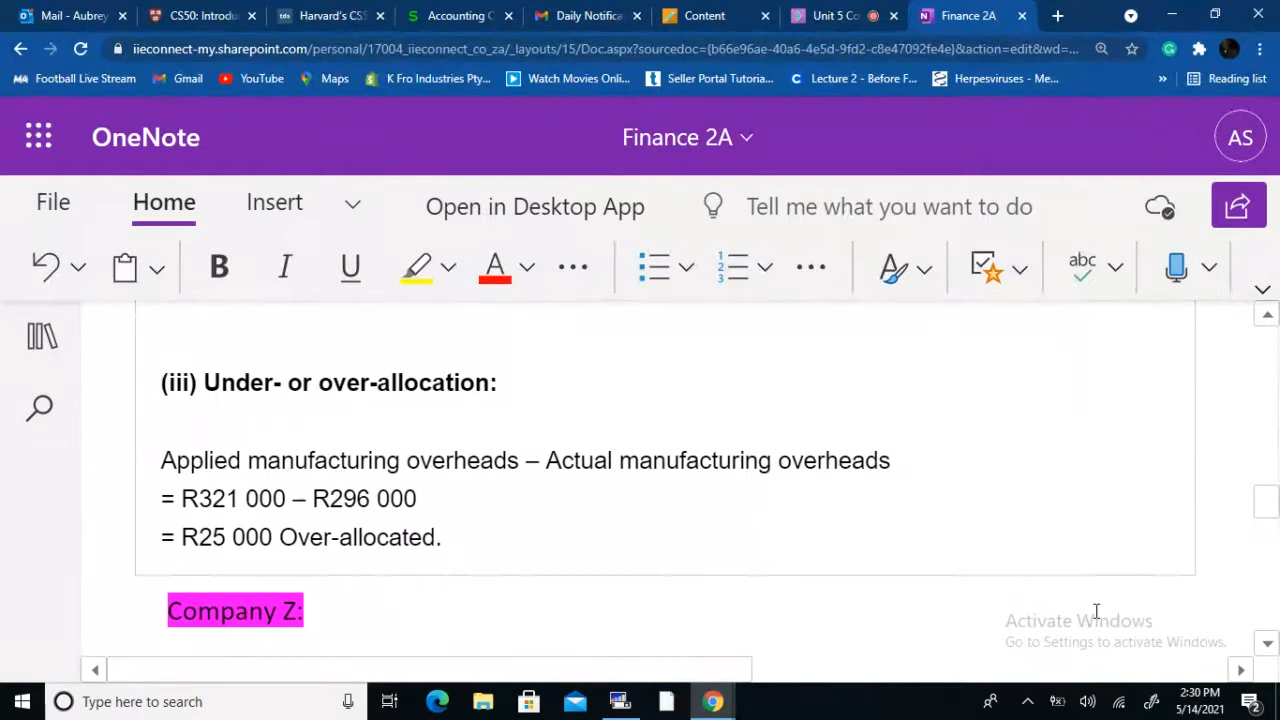 Mail - Aubrey
CS50: Introdu
Harvard's CS5
Accounting C
Daily Notifica
Content
Unit 5 Co
Finance 2A
iieconnect-my.sharepoint.com/personal/17004_iieconnect_co_za/_layouts/15/Doc.aspx?sourcedoc={b66e96ae-40a6-4e5d-9fd2-c8e47092fe4e}&action=edit&wd=...
Football Live Stream
Gmail
YouTube
Maps
K Fro Industries Pty...
Watch Movies Onli...
Seller Portal Tutoria...
Lecture 2 - Before F...
Herpesviruses - Me...
»
Reading list
OneNote
Finance 2A
AS
File
Home
Insert
Open in Desktop App
Tell me what you want to do
B I U A
abc
(iii) Under- or over-allocation:
Applied manufacturing overheads – Actual manufacturing overheads
= R321 000 – R296 000
= R25 000 Over-allocated.
Company Z:
Activate Windows
Go to Settings to activate Windows.
Type here to search
2:30 PM
5/14/2021
2